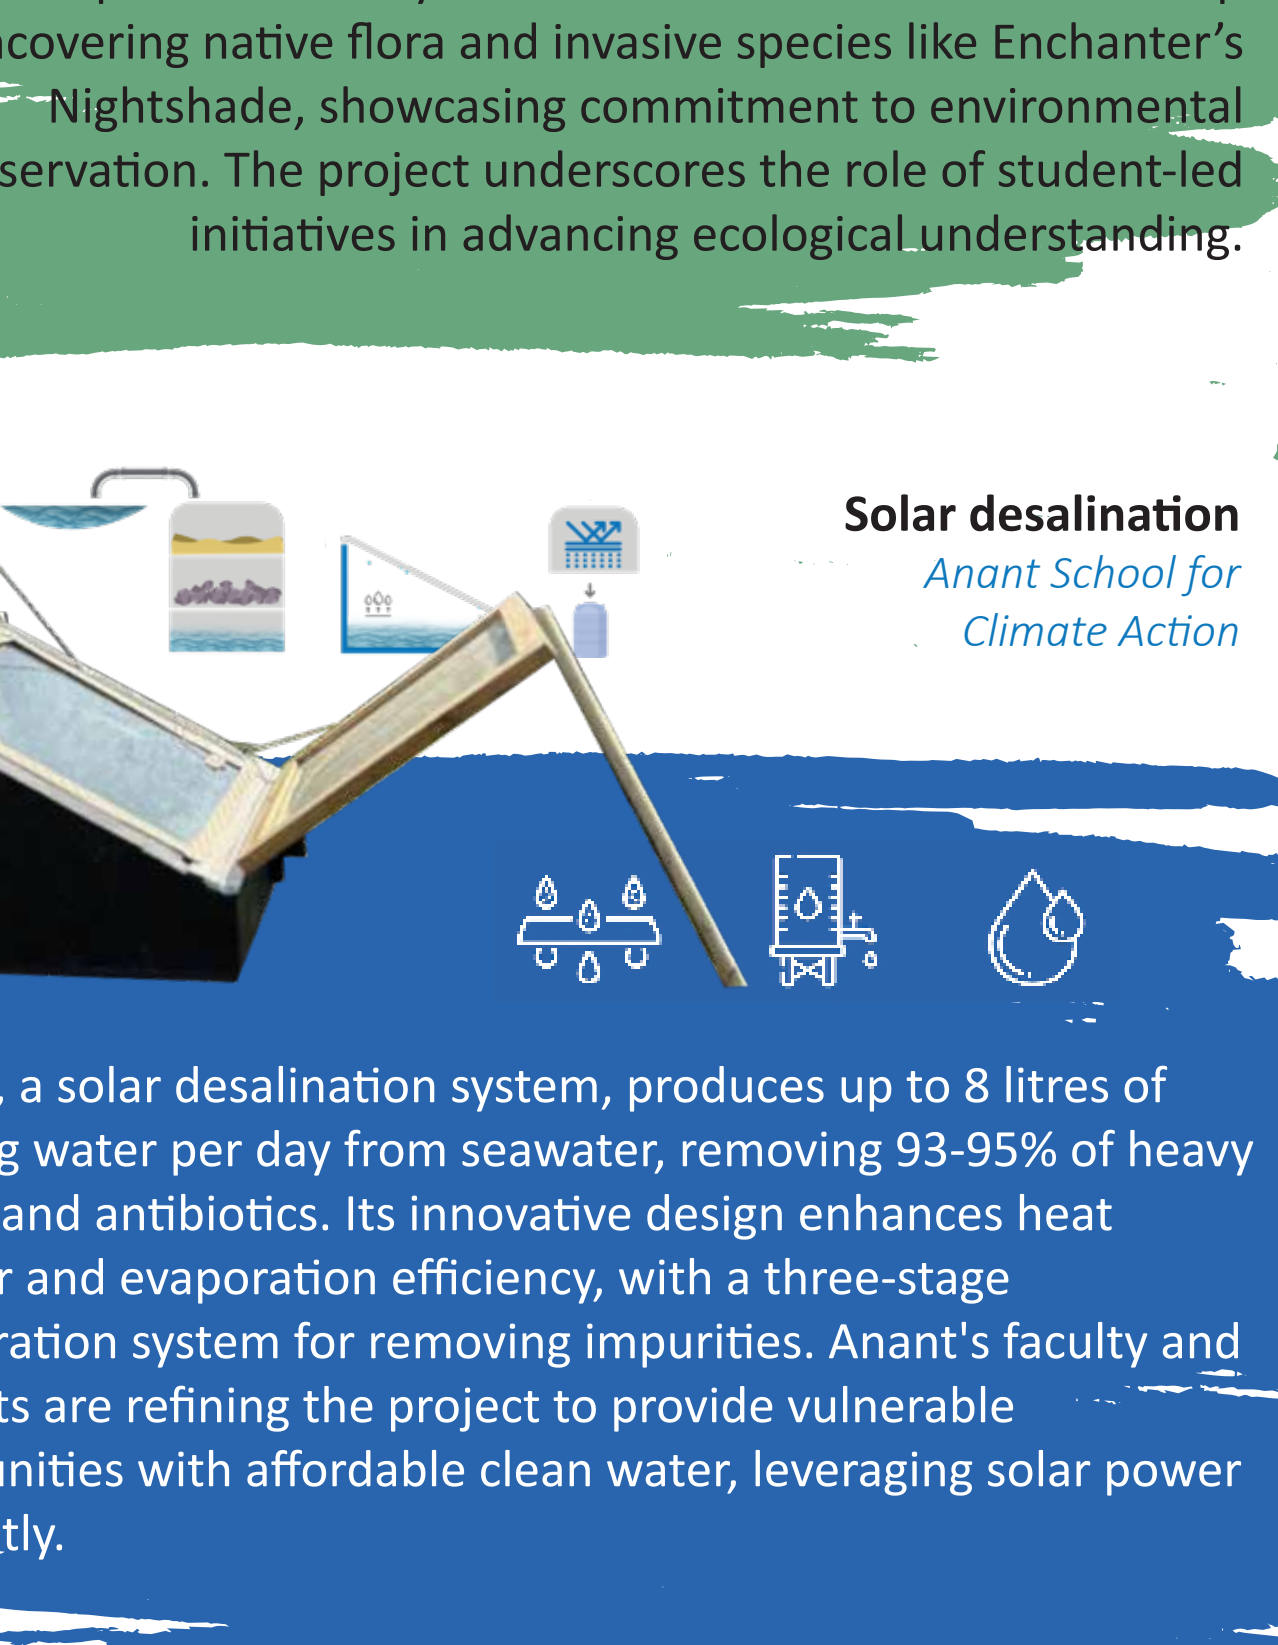 ncovering native flora and invasive species like Enchanter’s
Nightshade, showcasing commitment to environmental
servation. The project underscores the role of student-led
initiatives in advancing ecological understanding.
Solar desalination
Anant School for
Climate Action
, a solar desalination system, produces up to 8 litres of
g water per day from seawater, removing 93-95% of heavy
and antibiotics. Its innovative design enhances heat
r and evaporation efficiency, with a three-stage
ration system for removing impurities. Anant's faculty and
ts are refining the project to provide vulnerable
unities with affordable clean water, leveraging solar power
tly.